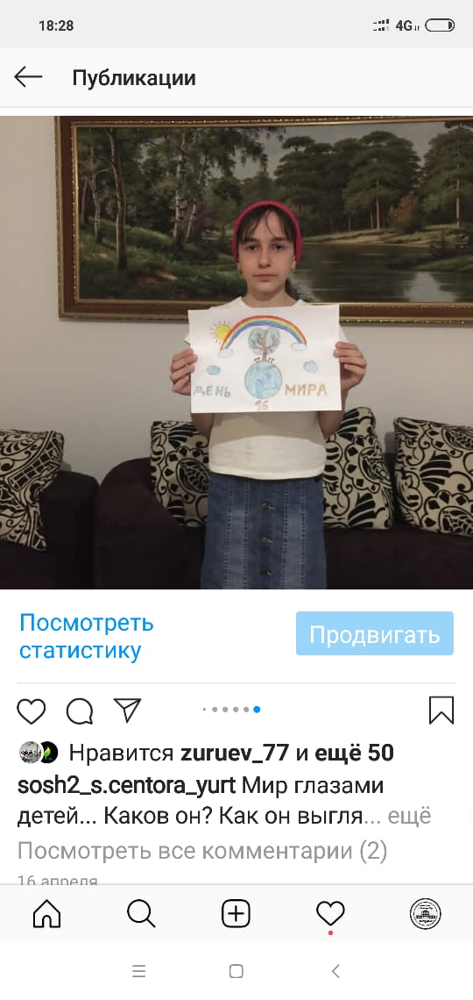 18:28
4G
Публикации
ДЕНЬ МИРА
16
Посмотреть
статистику
Продвигать
Нравится zuruev_77 и ещё 50
sosh2_s.centora_yurt Мир глазами
детей... Каков он? Как он выгля... ещё
Посмотреть все комментарии (2)
16 апреля